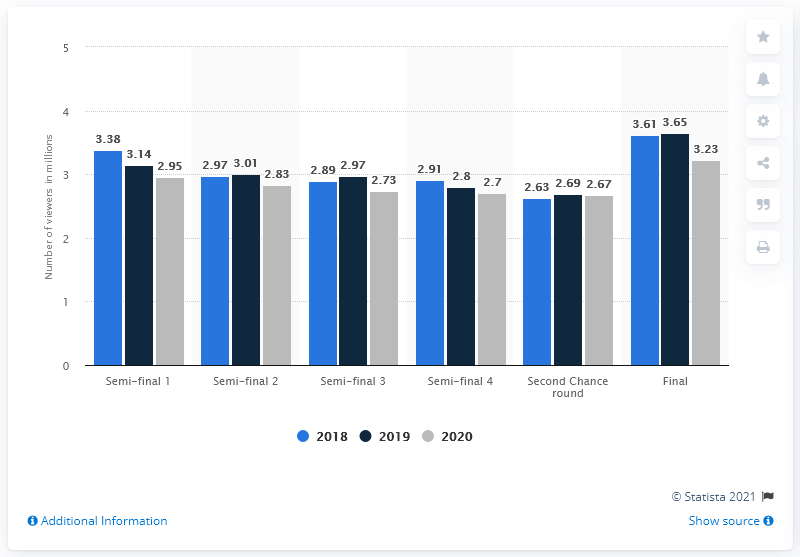 5
4
3
2
1
0
Number of viewers in millions
3.38
3.14
2.95
2.97
3.01
2.83
2.89
2.97
2.73
2.91
2.8
2.7
2.63
2.69
2.67
3.61
3.65
3.23
Semi-final 1
Semi-final 2
Semi-final 3
Semi-final 4
Second Chance
round
Final
2018
2019
2020
© Statista 2021
Additional Information
Show source